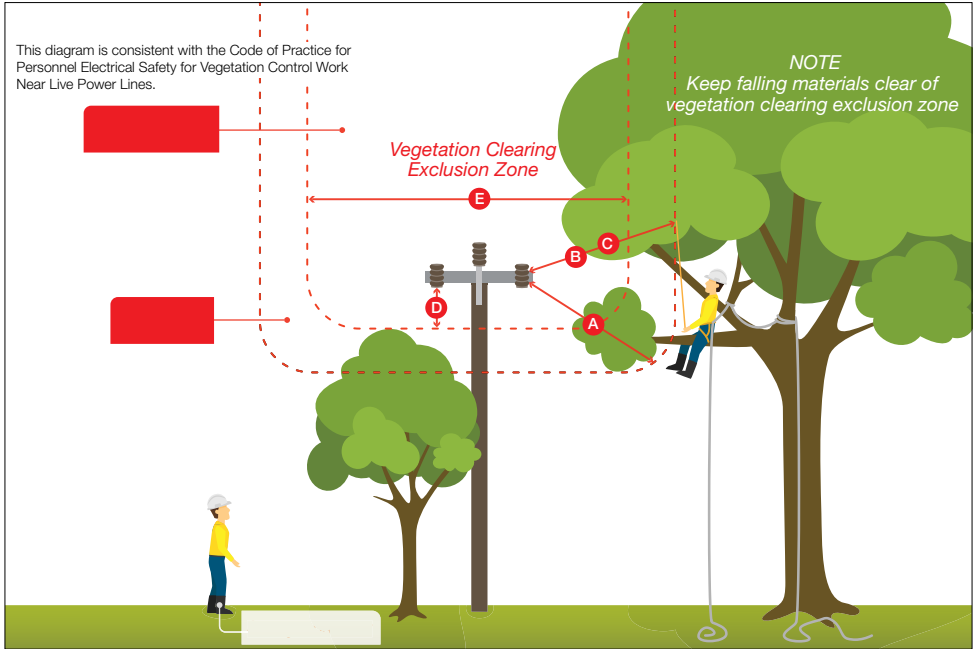 This diagram is consistent with the Code of Practice for
Personnel Electrical Safety for Vegetation Control Work
Near Live Power Lines.
NOTE
Keep falling materials clear of
vegetation clearing exclusion zone
Vegetation Clearing
Exclusion Zone
E
C
B
D
A